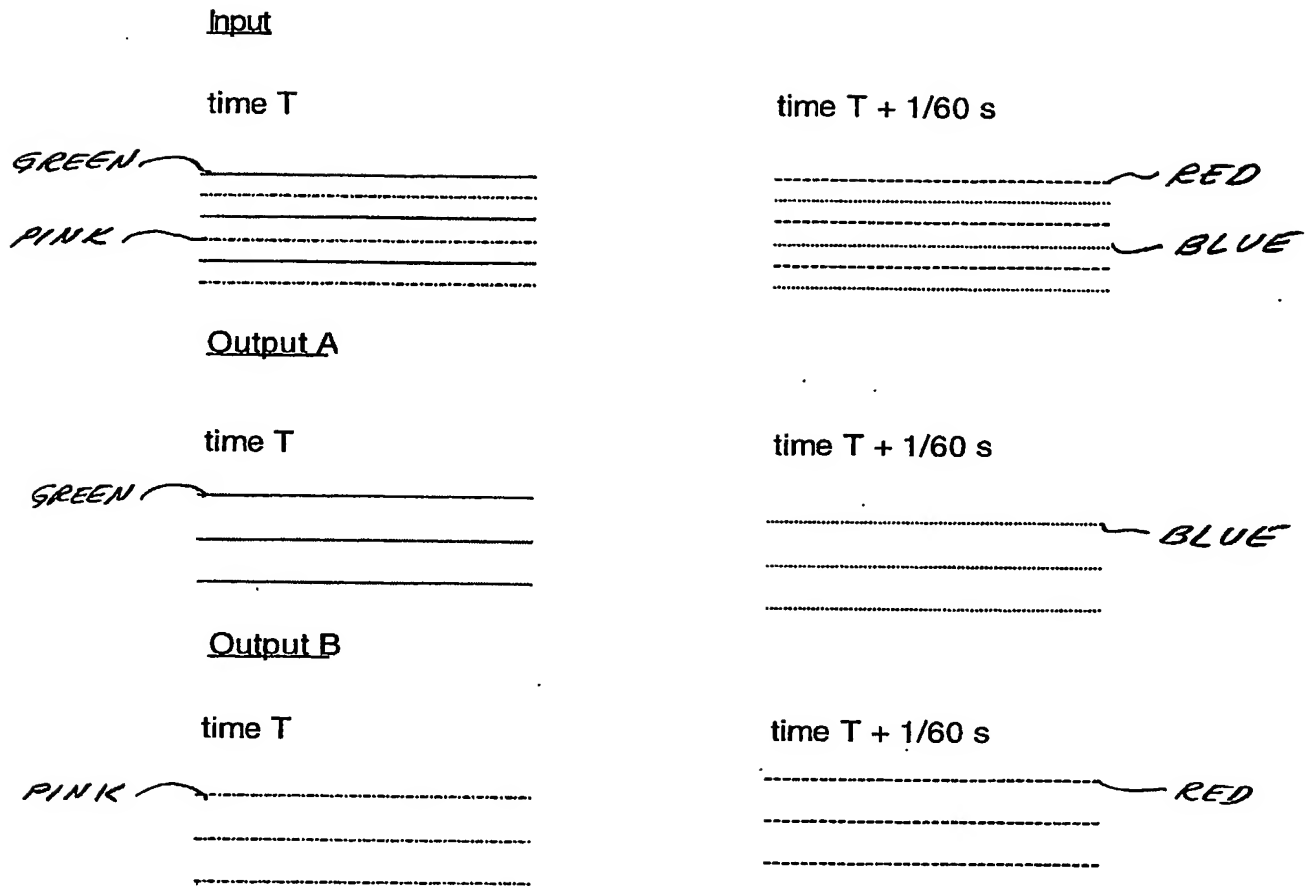 Input
time T
time T + 1/60 s
GREEN
RED
PINK
BLUE
Output A
time T
time T + 1/60 s
GREEN
BLUE
Output B
time T
time T + 1/60 s
PINK
RED